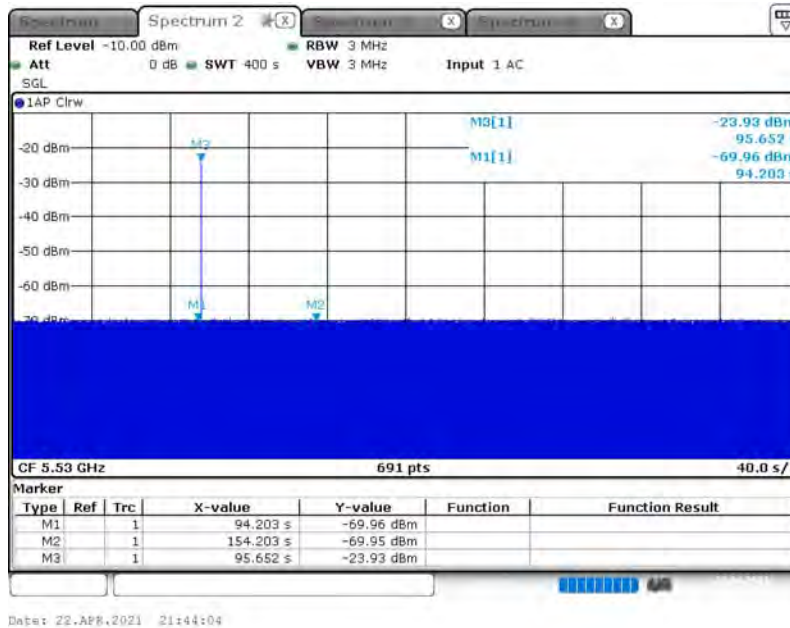 Spectrum 2
Ref Level -10.00 dBm RBW 3 MHz
Att 0 dB SWT 400 s VBW 3 MHz Input 1 AC
SGL
1AP Clrw
M3[1] -23.93 dBm
95.652 s
M1[1] -69.96 dBm
94.203 s
-20 dBm
-30 dBm
-40 dBm
-50 dBm
-60 dBm
-70 dBm
M3
M1
M2
CF 5.53 GHz 691 pts 40.0 s/
Marker
Type Ref Trc X-value Y-value Function Function Result
M1 1 94.203 s -69.96 dBm
M2 1 154.203 s -69.95 dBm
M3 1 95.652 s -23.93 dBm
Date: 22.APR.2021 21:44:04